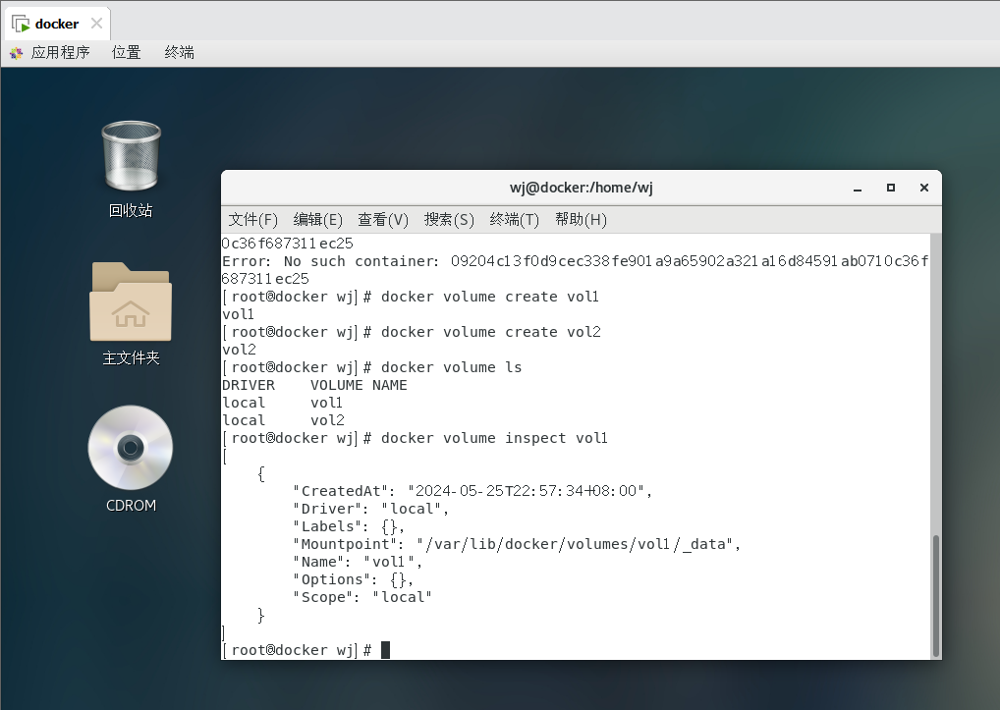 docker
应用程序 位置 终端
回收站
主文件夹
CDROM
wj@docker:/home/wj
文件(F) 编辑(E) 查看(V) 搜索(S) 终端(T) 帮助(H)
0c36f687311ec25
Error: No such container: 09204c13f0d9cec338fe901a9a65902a321a16d84591ab0710c36f
687311ec25
[root@docker wj]# docker volume create vol1
vol1
[root@docker wj]# docker volume create vol2
vol2
[root@docker wj]# docker volume ls
DRIVER    VOLUME NAME
local     vol1
local     vol2
[root@docker wj]# docker volume inspect vol1
[
    {
        "CreatedAt": "2024-05-25T22:57:34+08:00",
        "Driver": "local",
        "Labels": {},
        "Mountpoint": "/var/lib/docker/volumes/vol1/_data",
        "Name": "vol1",
        "Options": {},
        "Scope": "local"
    }
]
[root@docker wj]#